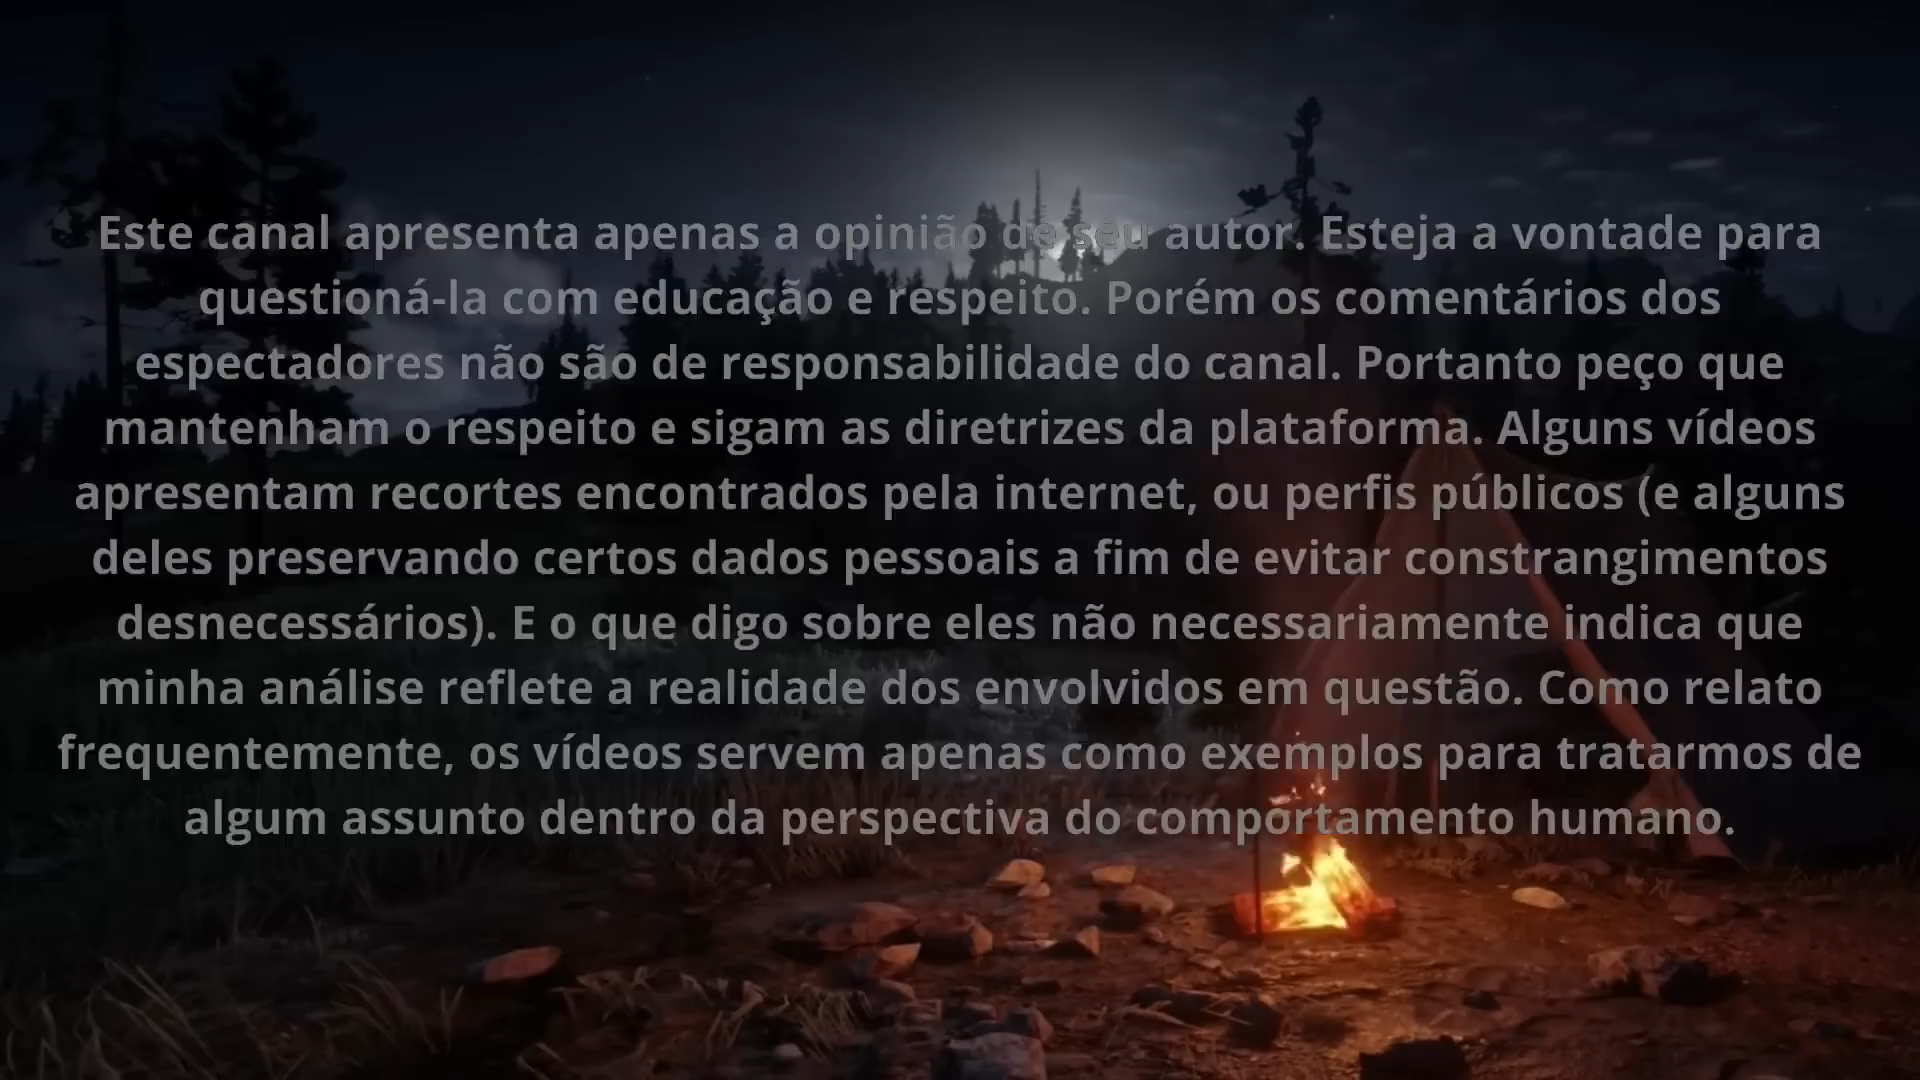 Este canal apresenta apenas a opinião de seu autor. Esteja a vontade para
questioná-la com educação e respeito. Porém os comentários dos
espectadores não são de responsabilidade do canal. Portanto peço que
mantenham o respeito e sigam as diretrizes da plataforma. Alguns vídeos
apresentam recortes encontrados pela internet, ou perfis públicos (e alguns
deles preservando certos dados pessoais a fim de evitar constrangimentos
desnecessários). E o que digo sobre eles não necessariamente indica que
minha análise reflete a realidade dos envolvidos em questão. Como relato
frequentemente, os vídeos servem apenas como exemplos para tratarmos de
algum assunto dentro da perspectiva do comportamento humano.